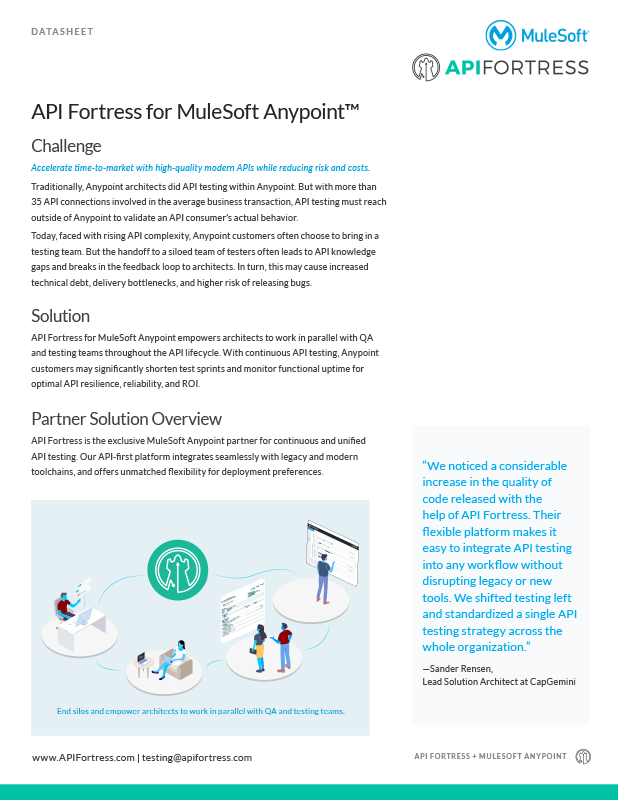 DATASHEET
MuleSoft
APIFORTRESS
API Fortress for MuleSoft Anypoint™
Challenge
Accelerate time-to-market with high-quality modern APIs while reducing risk and costs.
Traditionally, Anypoint architects did API testing within Anypoint. But with more than
35 API connections involved in the average business transaction, API testing must reach
outside of Anypoint to validate an API consumer's actual behavior.
Today, faced with rising API complexity, Anypoint customers often choose to bring in a
testing team. But the handoff to a siloed team of testers often leads to API knowledge
gaps and breaks in the feedback loop to architects. In turn, this may cause increased
technical debt, delivery bottlenecks, and higher risk of releasing bugs.
Solution
API Fortress for MuleSoft Anypoint empowers architects to work in parallel with QA
and testing teams throughout the API lifecycle. With continuous API testing, Anypoint
customers may significantly shorten test sprints and monitor functional uptime for
optimal API resilience, reliability, and ROI.
Partner Solution Overview
API Fortress is the exclusive MuleSoft Anypoint partner for continuous and unified
API testing. Our API-first platform integrates seamlessly with legacy and modern
toolchains, and offers unmatched flexibility for deployment preferences.
End silos and empower architects to work in parallel with QA and testing teams.
“We noticed a considerable
increase in the quality of
code released with the
help of API Fortress. Their
flexible platform makes it
easy to integrate API testing
into any workflow without
disrupting legacy or new
tools. We shifted testing left
and standardized a single API
testing strategy across the
whole organization.”
—Sander Rensen,
Lead Solution Architect at CapGemini
www.APIFortress.com | testing@apifortress.com
API FORTRESS + MULESOFT ANYPOINT